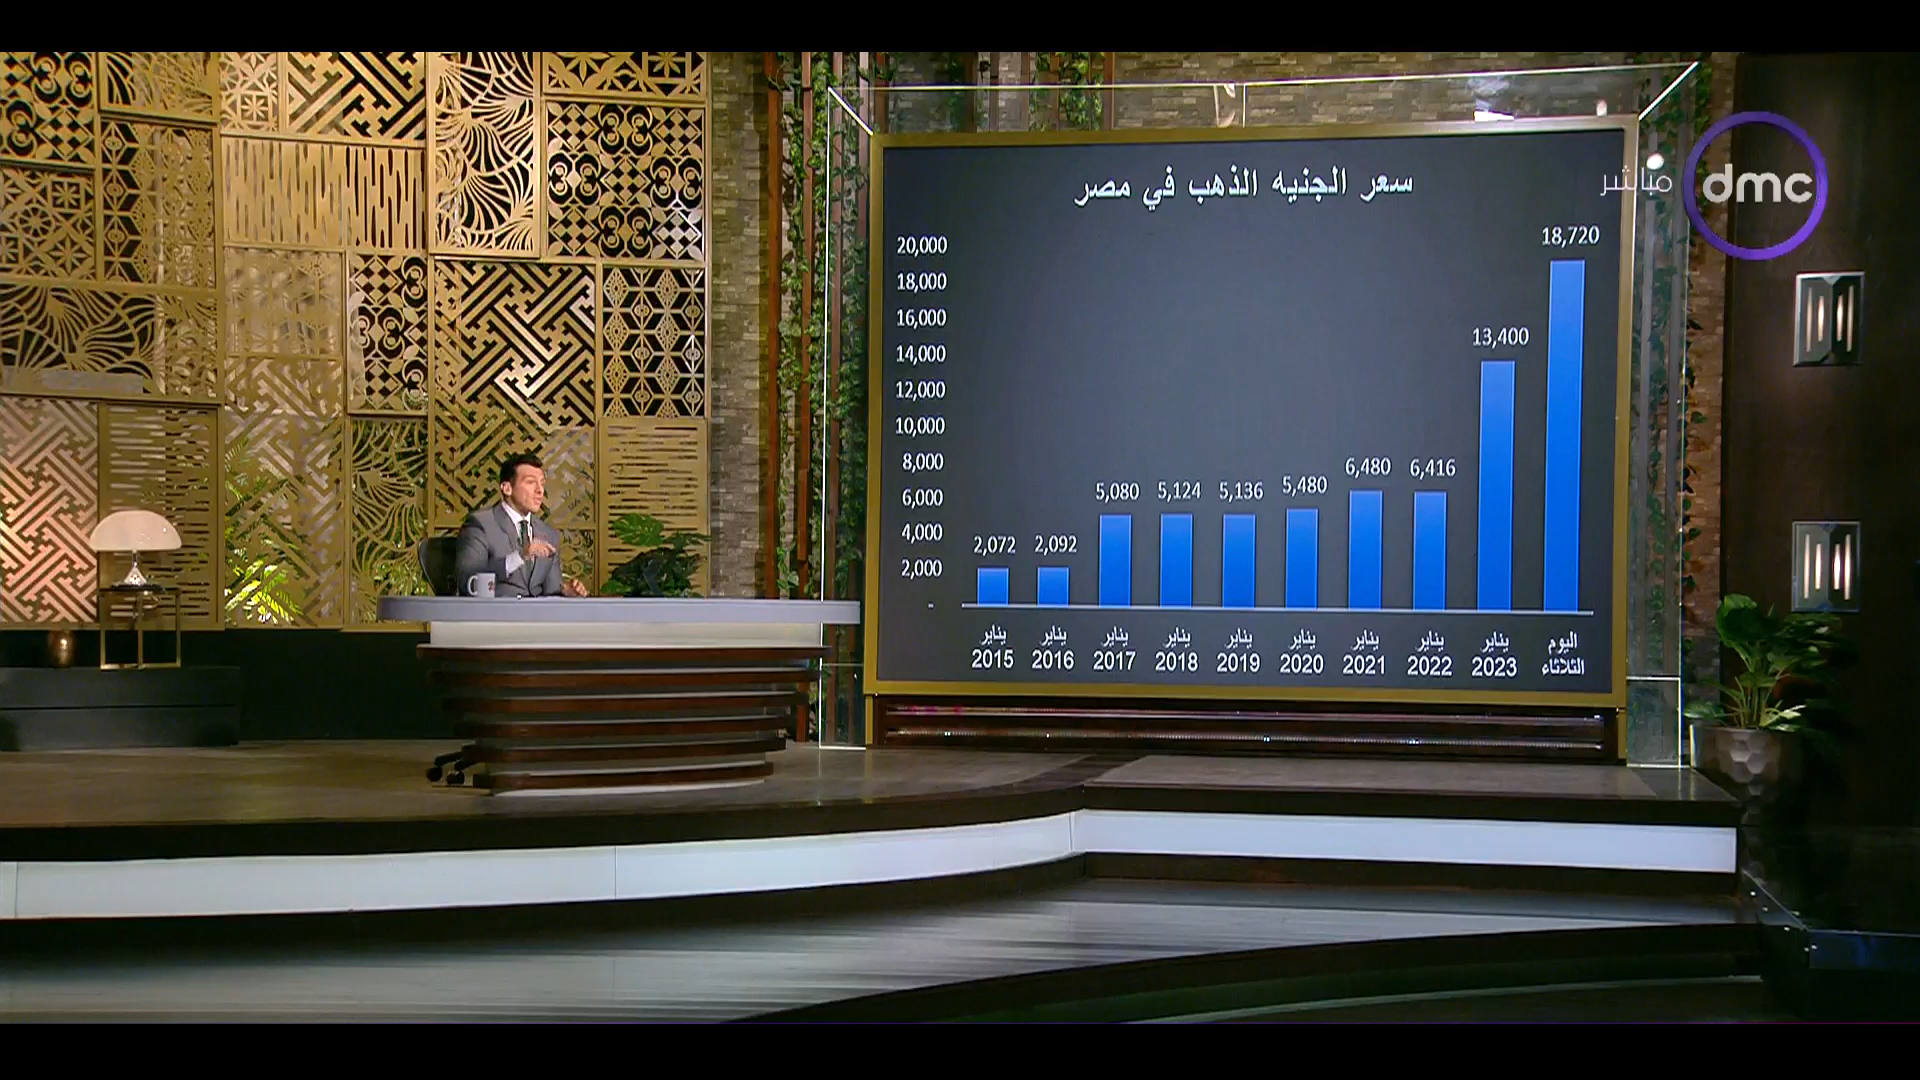 سعر الجنيه الذهب في مصر
مباشر
dmc
20,000
18,000
16,000
14,000
12,000
10,000
8,000
6,000
4,000
2,000
-
2,072
2,092
5,080
5,124
5,136
5,480
6,480
6,416
13,400
18,720
يناير
2015
يناير
2016
يناير
2017
يناير
2018
يناير
2019
يناير
2020
يناير
2021
يناير
2022
يناير
2023
اليوم
الثلاثاء